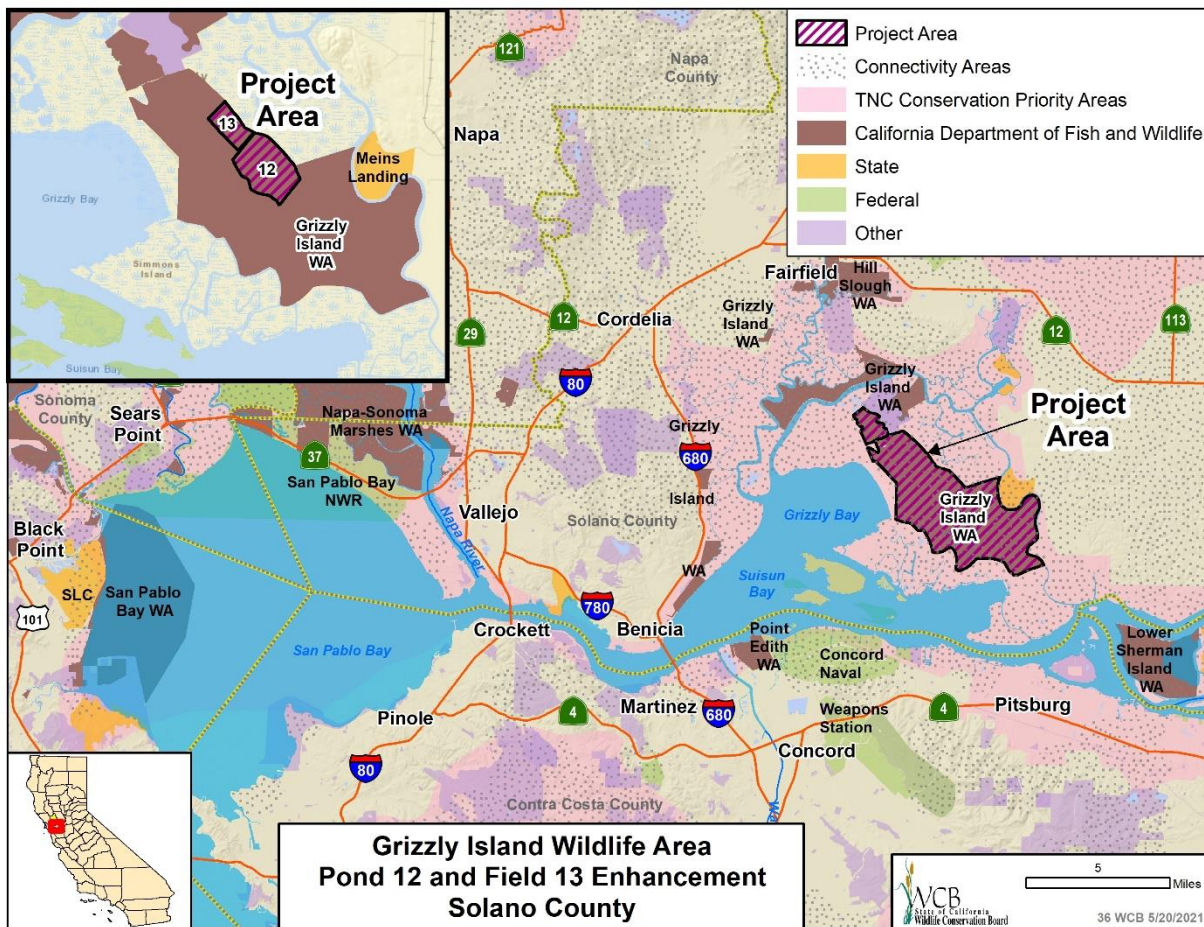 Project
Area
13
12
Meins
Landing
Grizzly Bay
Grizzly
Island
WA
Simmons
Island
Suisun Bay
121
Napa
County
Napa
Project Area
Connectivity Areas
TNC Conservation Priority Areas
California Department of Fish and Wildlife
State
Federal
Other
Fairfield
Hill
Slough
WA
Grizzly
Island
WA
12
Cordelia
29
12
113
80
Grizzly
Island
WA
Project
Area
Sonoma
County
Sears
Point
Napa-Sonoma
Marshes WA
37
San Pablo Bay
NWR
Grizzly
680
Island
WA
Vallejo
Napa River
Solano County
Grizzly Bay
Grizzly
Island
WA
Black
Point
SLC
San Pablo
Bay WA
101
Suisun
Bay
780
Crockett
Benicia
San Pablo Bay
Point
Edith
WA
Concord
Naval
Weapons
Station
Lower
Sherman
Island
WA
Pinole
4
Martinez
680
4
Pitsburg
Concord
80
Contra Costa County
Grizzly Island Wildlife Area
Pond 12 and Field 13 Enhancement
Solano County
WCB
State of California
Wildlife Conservation Board
5
Miles
36 WCB 5/20/2021